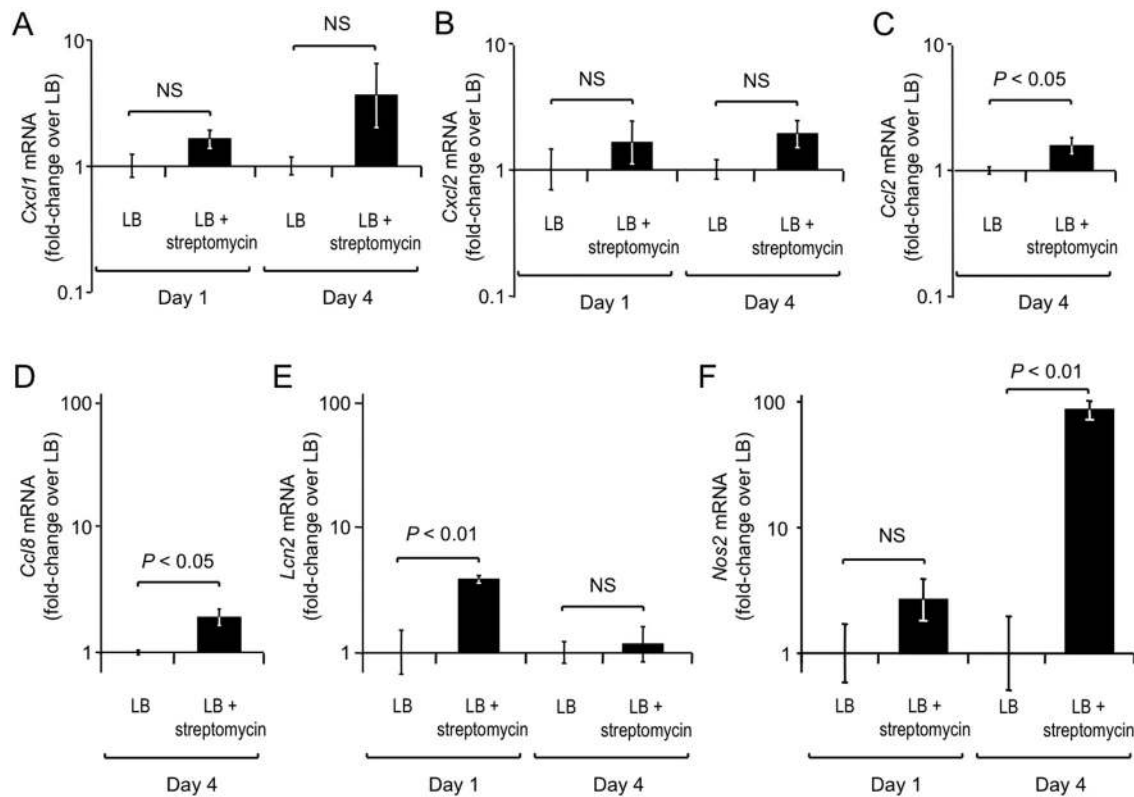 A
Cxcl1 mRNA
(fold-change over LB)
10
1
0.1
NS
NS
LB
LB +
streptomycin
LB
LB +
streptomycin
Day 1
Day 4
B
Cxcl2 mRNA
(fold-change over LB)
10
1
0.1
NS
NS
LB
LB +
streptomycin
LB
LB +
streptomycin
Day 1
Day 4
C
Ccl2 mRNA
(fold-change over LB)
10
1
0.1
P < 0.05
LB
LB +
streptomycin
Day 4
D
Ccl8 mRNA
(fold-change over LB)
100
10
1
P < 0.05
LB
LB +
streptomycin
Day 4
E
Lcn2 mRNA
(fold-change over LB)
100
10
1
P < 0.01
NS
LB
LB +
streptomycin
LB
LB +
streptomycin
Day 1
Day 4
F
Nos2 mRNA
(fold-change over LB)
100
10
1
NS
P < 0.01
LB
LB +
streptomycin
LB
LB +
streptomycin
Day 1
Day 4